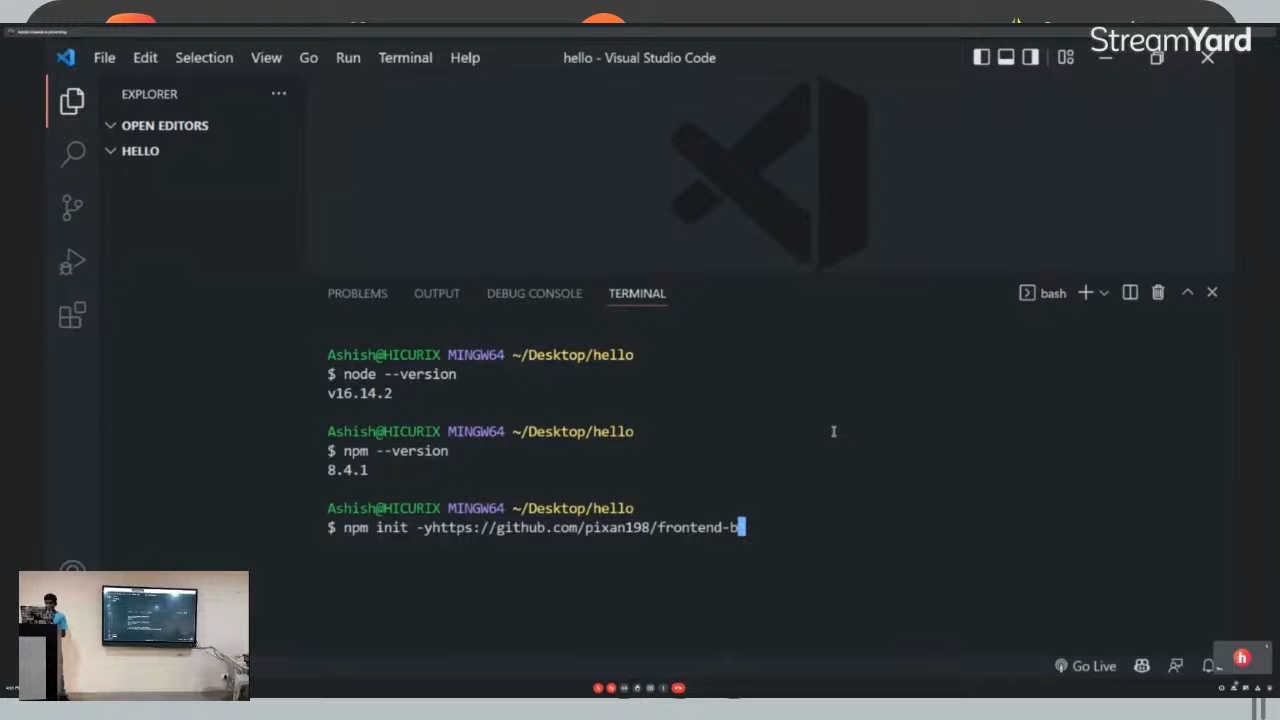 StreamYard
File Edit Selection View Go Run Terminal Help
hello - Visual Studio Code
EXPLORER
OPEN EDITORS
HELLO
PROBLEMS OUTPUT DEBUG CONSOLE TERMINAL
bash
Ashish@HICURIX MINGW64 ~/Desktop/hello
$ node --version
v16.14.2
Ashish@HICURIX MINGW64 ~/Desktop/hello
$ npm --version
8.4.1
Ashish@HICURIX MINGW64 ~/Desktop/hello
$ npm init -yhttps://github.com/pixan198/frontend-b
Go Live
h